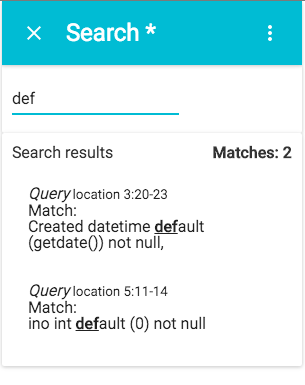 Search *
def
Search results Matches: 2
Query location 3:20-23
Match:
Created datetime default
(getdate()) not null,
Query location 5:11-14
Match:
ino int default (0) not null